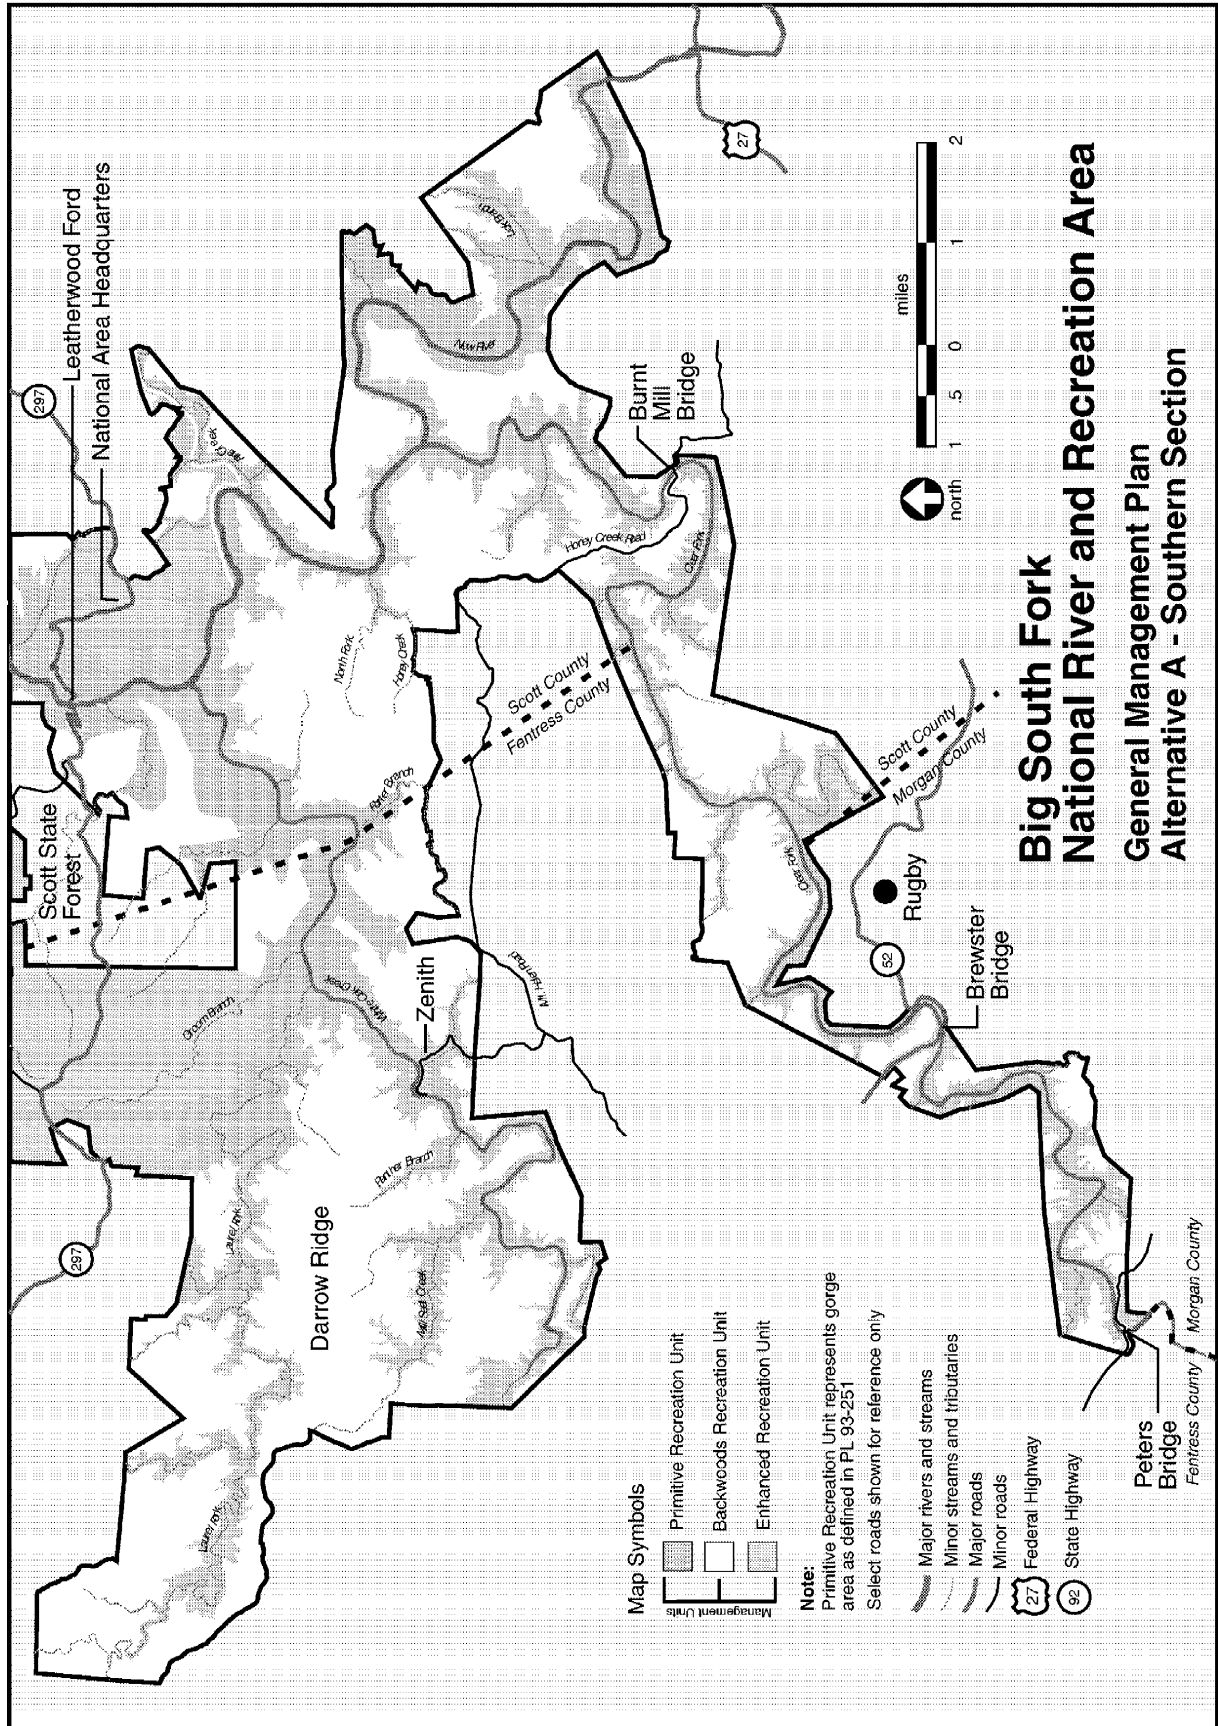 297
Leatherwood Ford
National Area Headquarters
Scott State
Forest
297
Laurel Fork
Laurel Fork
Darrow Ridge
Groom Branch
White Oak Creek
Panther Branch
Zenith
Mt. Helen Road
North Fork
Honey Creek
Scott County
Fentress County
New River
Honey Creek Road
Burnt
Mill
Bridge
Clear Fork
Clear Fork
Scott County
Morgan County
Rugby
52
Brewster
Bridge
Peters
Bridge
Fentress County
Morgan County
27
Map Symbols
Management Units
Primitive Recreation Unit
Backwoods Recreation Unit
Enhanced Recreation Unit
Note:
Primitive Recreation Unit represents gorge
area as defined in PL 93-251
Select roads shown for reference only
Major rivers and streams
Minor streams and tributaries
Major roads
Minor roads
27
Federal Highway
92
State Highway
north
miles
1
.5
0
1
2
Big South Fork
National River and Recreation Area
General Management Plan
Alternative A - Southern Section